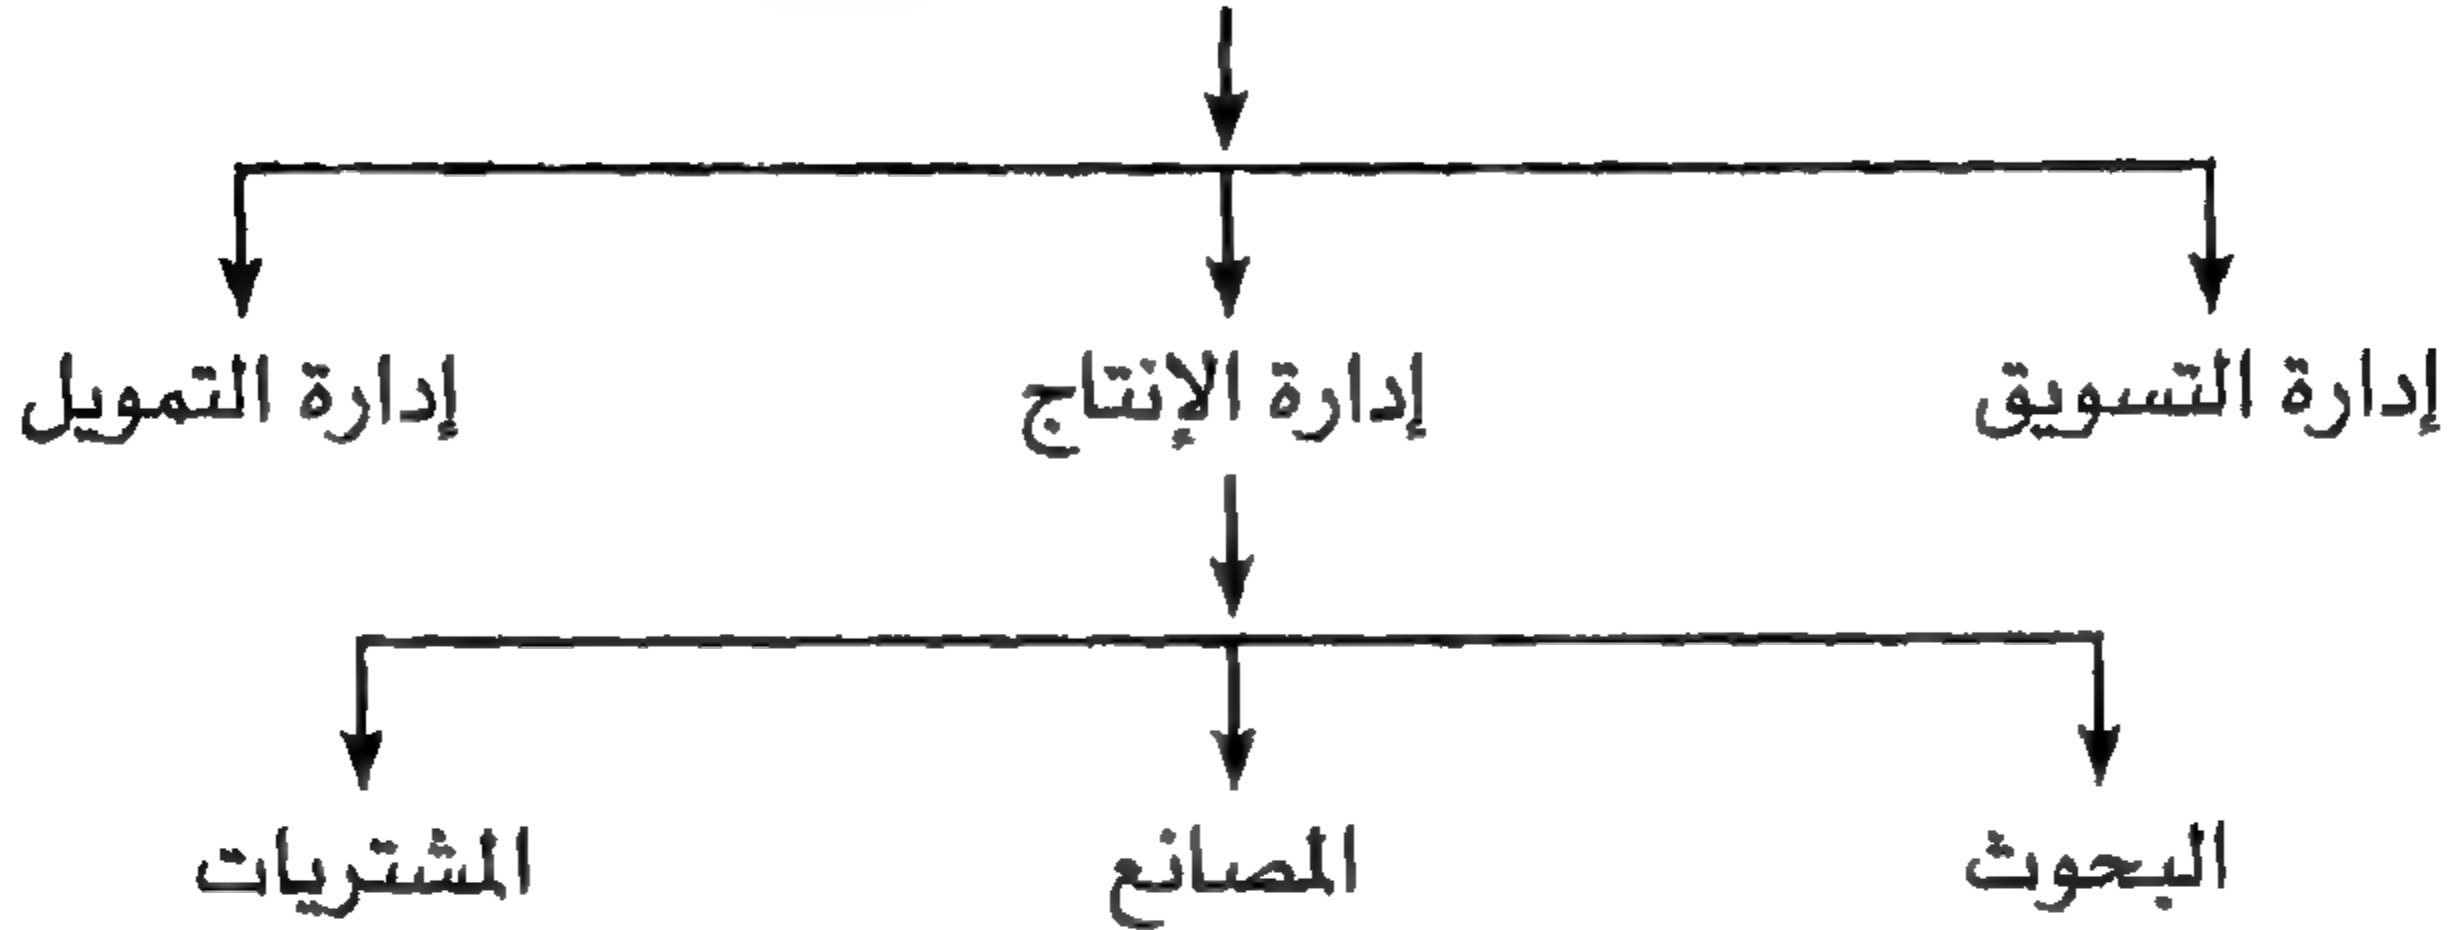 إدارة التسويق إدارة الإنتاج إدارة التمويل
البحوث المصانع المشتريات